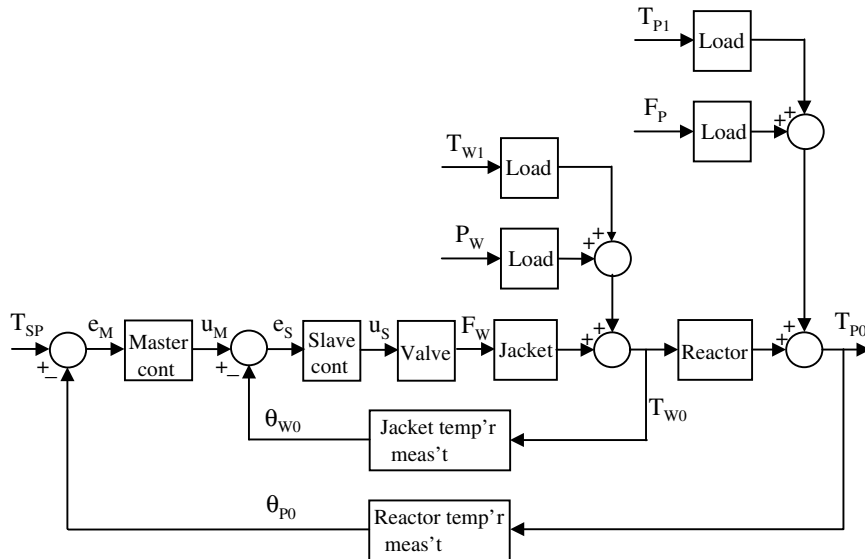 T_P1
Load
F_P
Load
+
+
T_W1
Load
P_W
Load
+
+
T_SP
e_M
Master
cont
u_M
e_S
Slave
cont
u_S
Valve
F_W
Jacket
+
+
Reactor
+
+
T_P0
+
−
+
−
θ_W0
Jacket temp'r
meas't
T_W0
θ_P0
Reactor temp'r
meas't